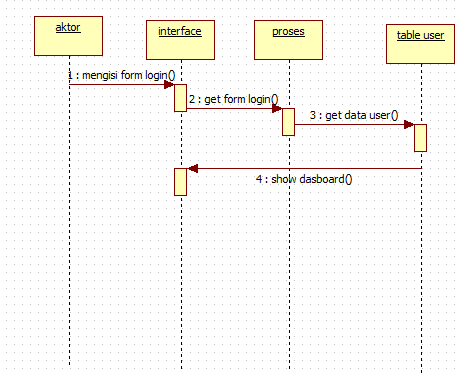 aktor
interface
proses
table user
1 : mengisi form login()
2 : get form login()
3 : get data user()
4 : show dasboard()